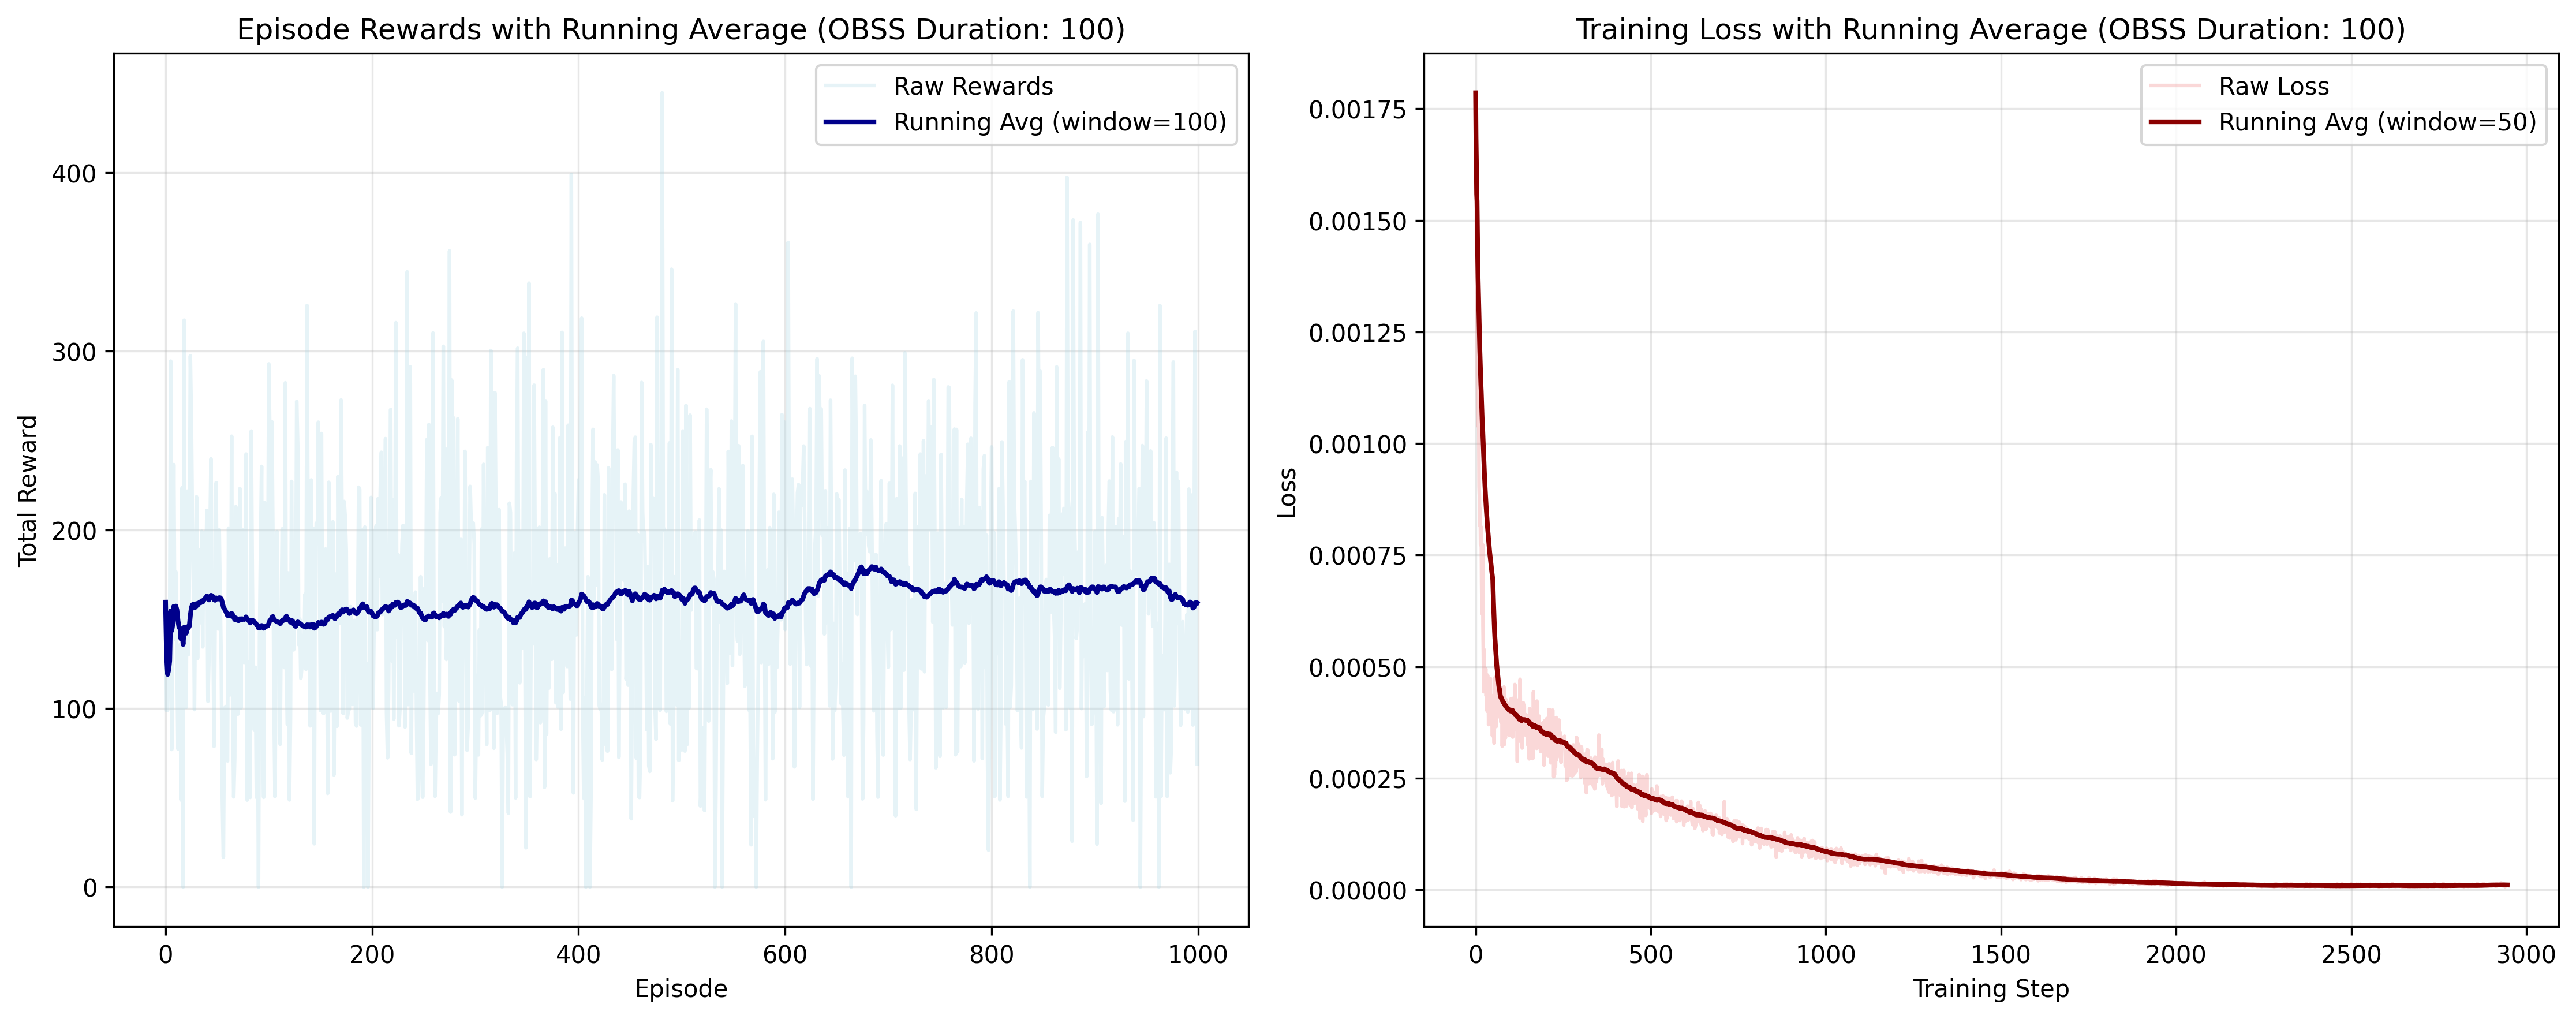 Episode Rewards with Running Average (OBSS Duration: 100)
Raw Rewards
Running Avg (window=100)
Total Reward
400
300
200
100
0
0 200 400 600 800 1000
Episode
Training Loss with Running Average (OBSS Duration: 100)
Raw Loss
Running Avg (window=50)
Loss
0.00175
0.00150
0.00125
0.00100
0.00075
0.00050
0.00025
0.00000
0 500 1000 1500 2000 2500 3000
Training Step